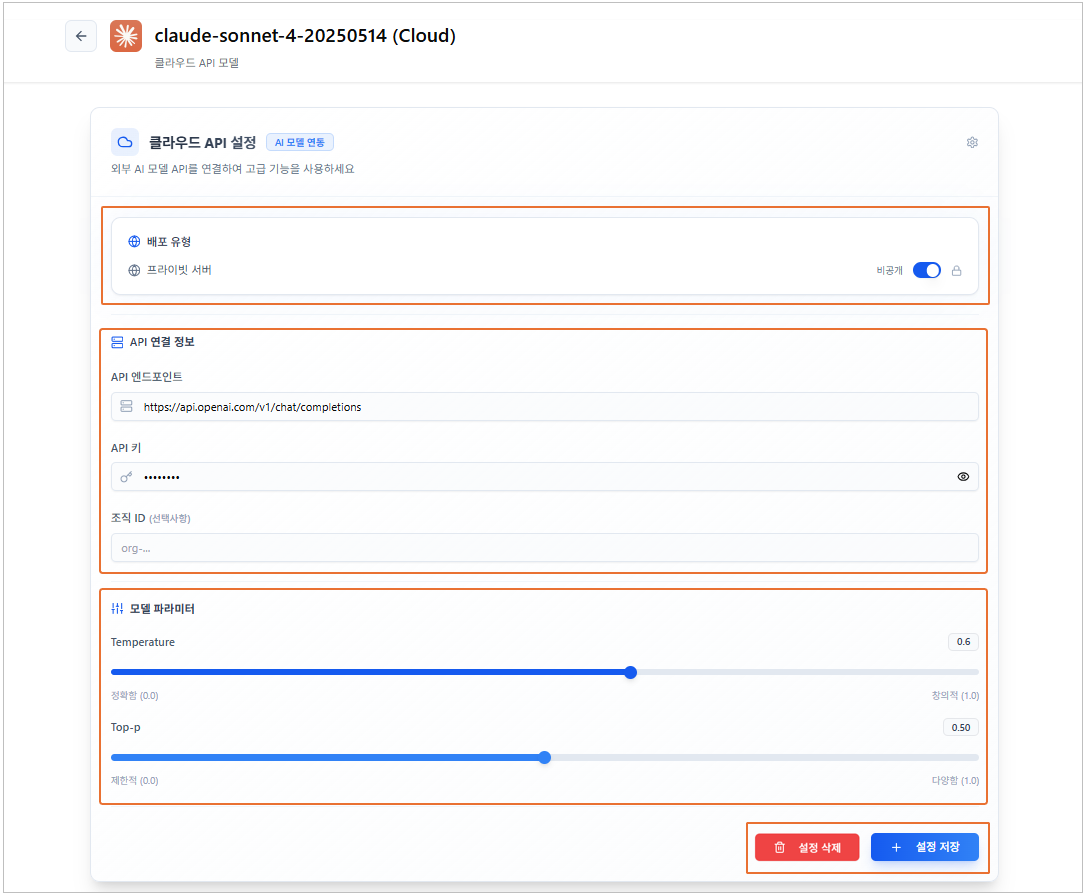 claude-sonnet-4-20250514 (Cloud)
클라우드 API 모델
클라우드 API 설정 AI 모델 연동
외부 AI 모델 API를 연결하여 고급 기능을 사용하세요
배포 유형
프라이빗 서버 비공개
API 연결 정보
API 엔드포인트
https://api.openai.com/v1/chat/completions
API 키
••••••••
조직 ID (선택사항)
org-...
모델 파라미터
Temperature 0.6
정확함 (0.0) 창의적 (1.0)
Top-p 0.50
제한적 (0.0) 다양함 (1.0)
설정 삭제 설정 저장